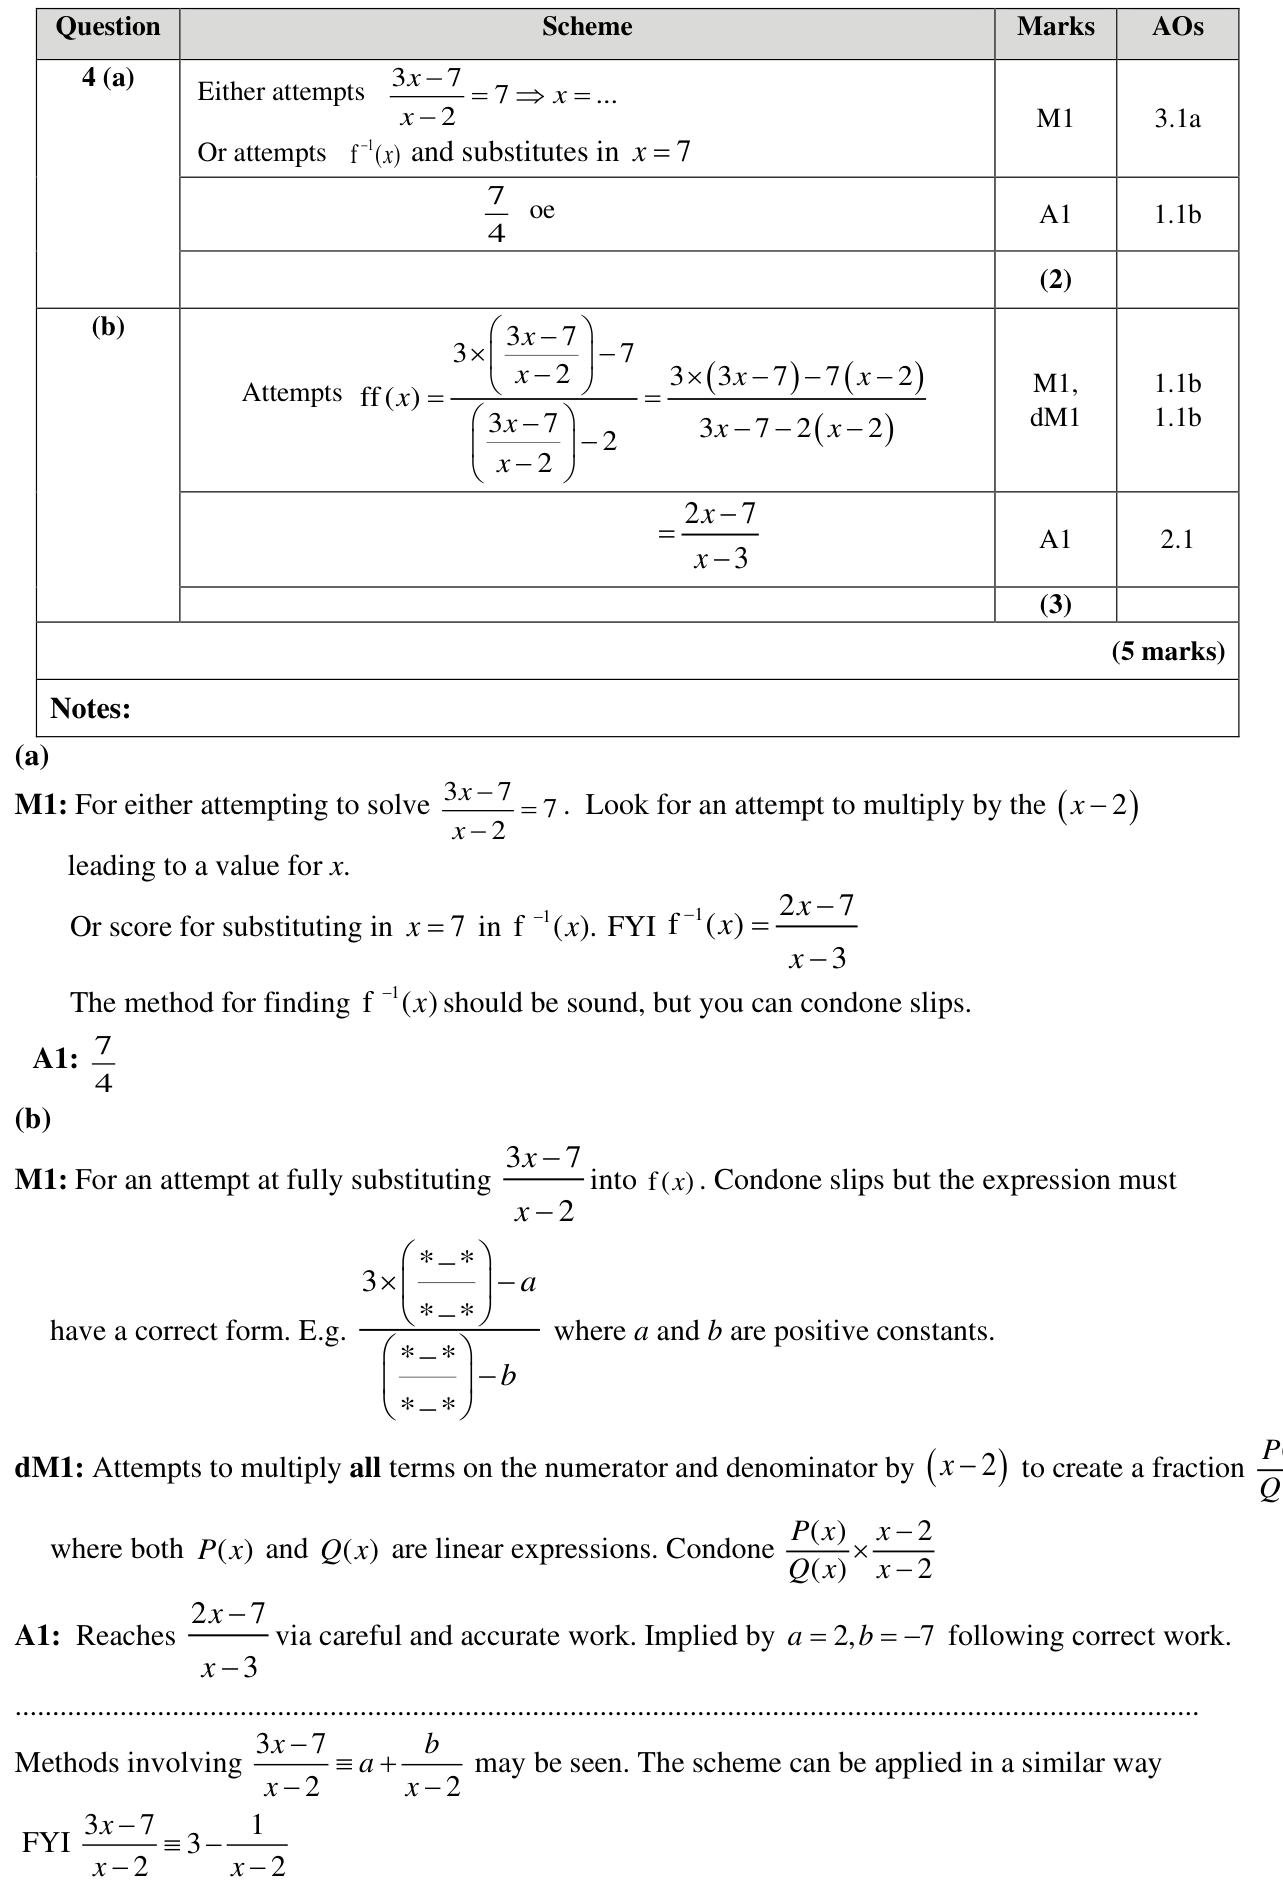 Question Scheme Marks AOs
4 (a) Either attempts (3x − 7)/(x − 2) = 7 ⇒ x = ... M1 3.1a
Or attempts f⁻¹(x) and substitutes in x = 7
7/4 oe A1 1.1b
(2)
(b) Attempts ff(x) = (3×((3x − 7)/(x − 2)) − 7)/(((3x − 7)/(x − 2)) − 2) = (3×(3x − 7) − 7(x − 2))/(3x − 7 − 2(x − 2)) M1, dM1 1.1b 1.1b
= (2x − 7)/(x − 3) A1 2.1
(3)
(5 marks)
Notes:
(a)
M1: For either attempting to solve (3x − 7)/(x − 2) = 7. Look for an attempt to multiply by the (x − 2)
leading to a value for x.
Or score for substituting in x = 7 in f⁻¹(x). FYI f⁻¹(x) = (2x − 7)/(x − 3)
The method for finding f⁻¹(x) should be sound, but you can condone slips.
A1: 7/4
(b)
M1: For an attempt at fully substituting (3x − 7)/(x − 2) into f(x). Condone slips but the expression must
have a correct form. E.g. (3×((* − *)/(* − *)) − a)/(((* − *)/(* − *)) − b) where a and b are positive constants.
dM1: Attempts to multiply all terms on the numerator and denominator by (x − 2) to create a fraction P(/Q
where both P(x) and Q(x) are linear expressions. Condone P(x)/Q(x) × (x − 2)/(x − 2)
A1: Reaches (2x − 7)/(x − 3) via careful and accurate work. Implied by a = 2, b = −7 following correct work.
Methods involving (3x − 7)/(x − 2) ≡ a + b/(x − 2) may be seen. The scheme can be applied in a similar way
FYI (3x − 7)/(x − 2) ≡ 3 − 1/(x − 2)